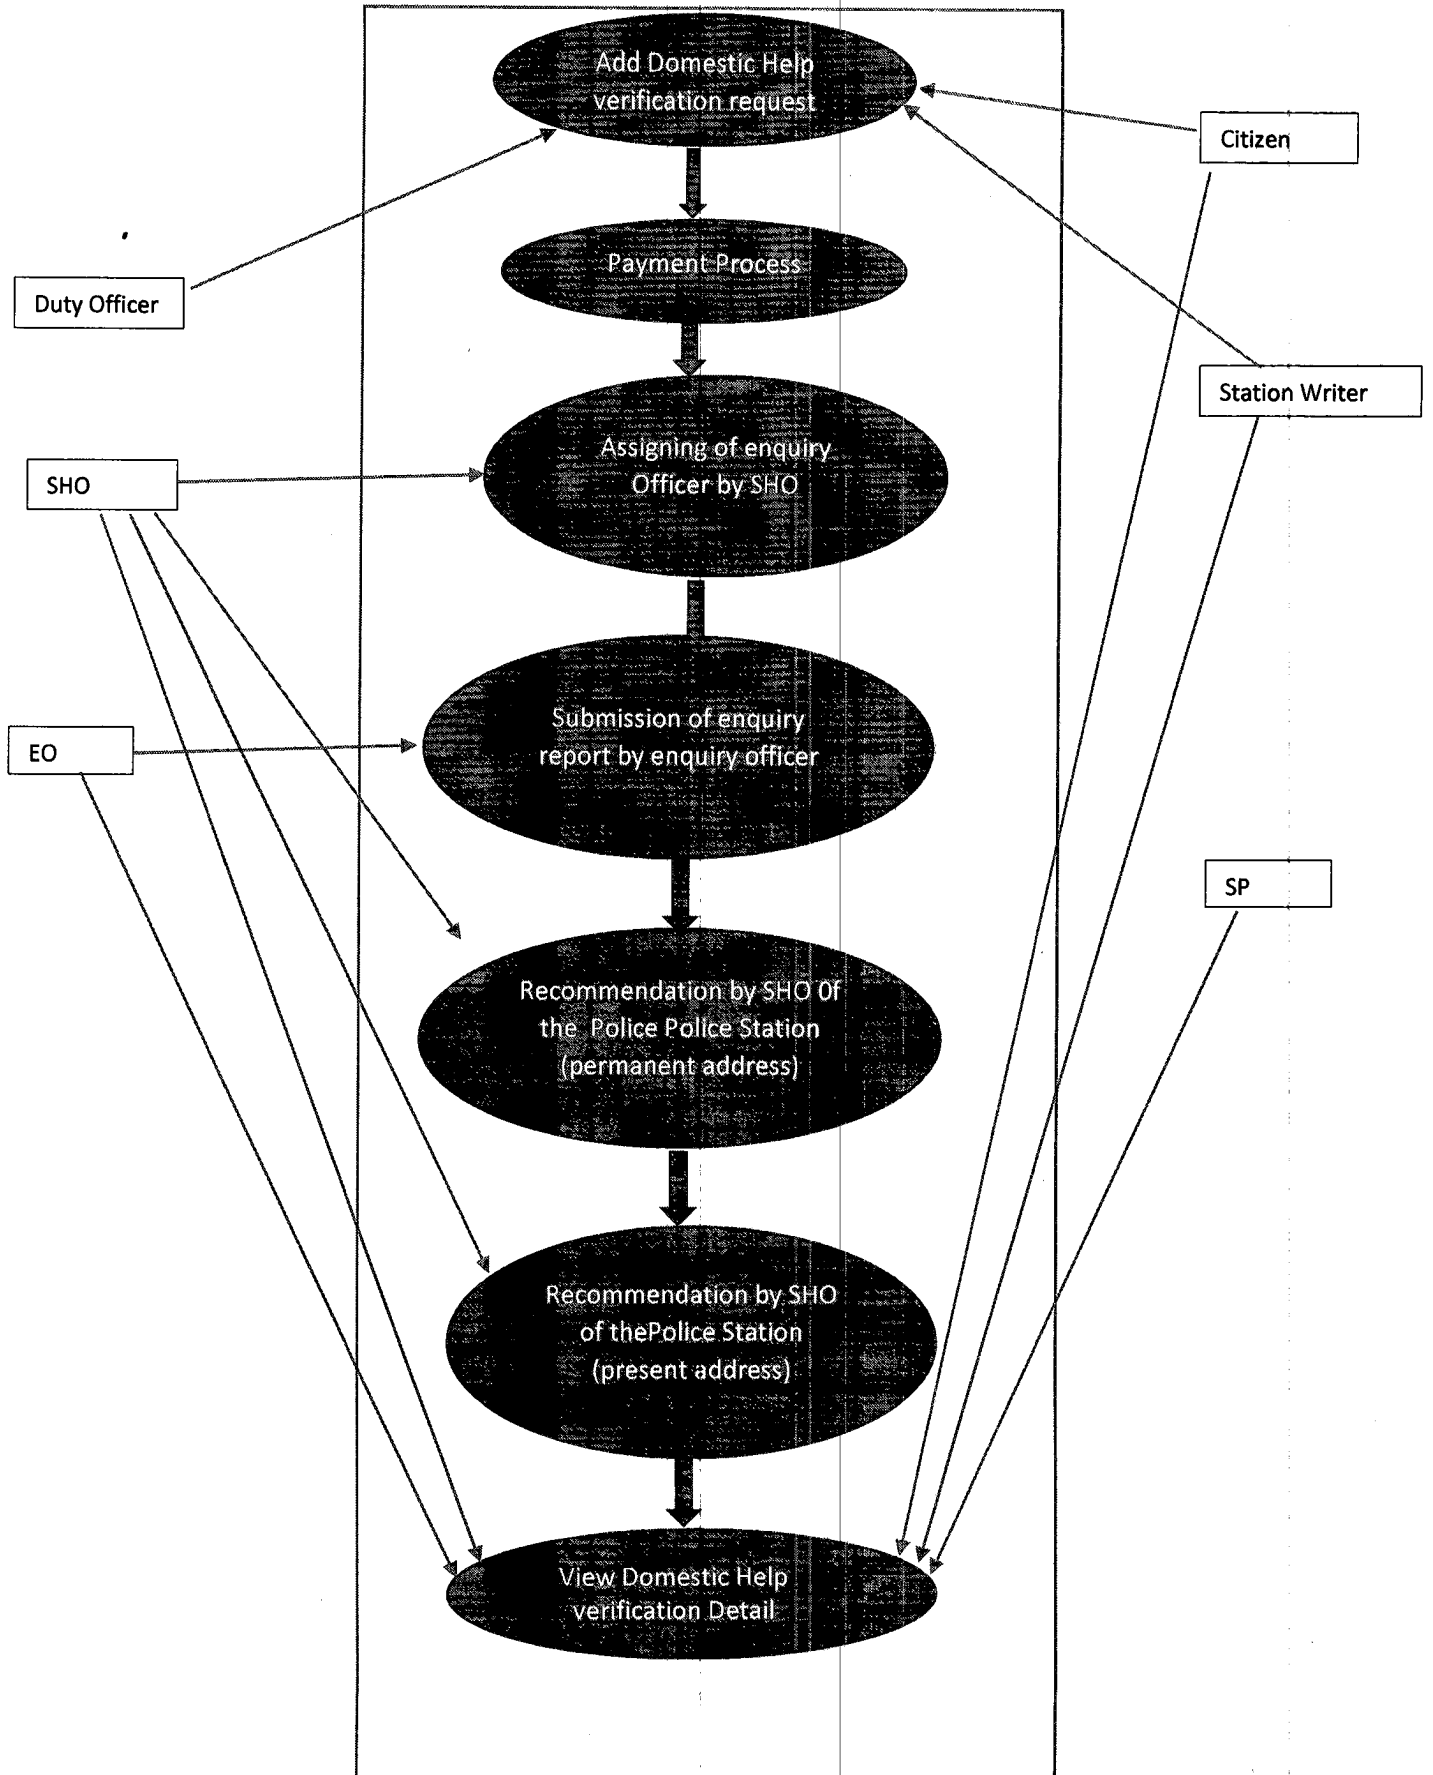 Add Domestic Help
verification request
Citizen
Payment Process
Duty Officer
Station Writer
Assigning of enquiry
Officer by SHO
SHO
Submission of enquiry
report by enquiry officer
EO
SP
Recommendation by SHO 0f
the Police Police Station
(permanent address)
Recommendation by SHO
of thePolice Station
(present address)
View Domestic Help
verification Detail